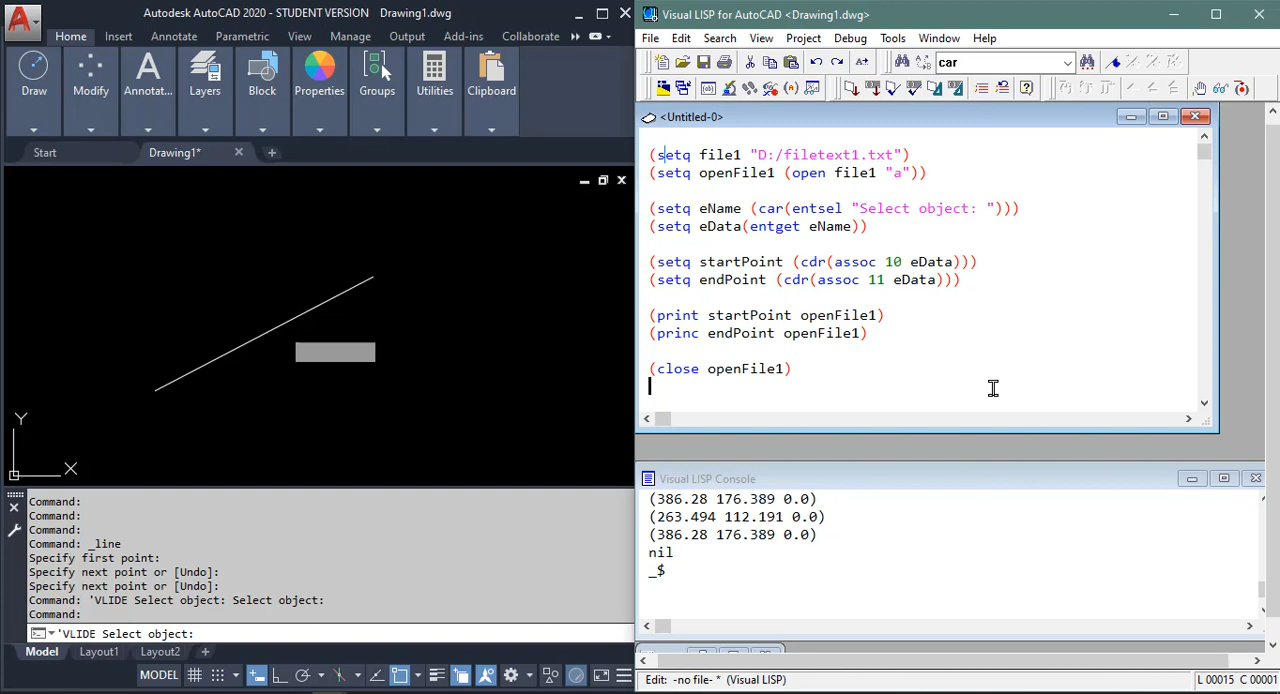 Autodesk AutoCAD 2020 - STUDENT VERSION Drawing1.dwg
Home Insert Annotate Parametric View Manage Output Add-ins Collaborate
Draw Modify Annotat... Layers Block Properties Groups Utilities Clipboard
Start Drawing1*
Y
X
Command:
Command:
Command:
Command: _line
Specify first point:
Specify next point or [Undo]:
Specify next point or [Undo]:
Command: 'VLIDE Select object: Select object:
Command:
'VLIDE Select object:
Model Layout1 Layout2
MODEL
Visual LISP for AutoCAD <Drawing1.dwg>
File Edit Search View Project Debug Tools Window Help
car
<Untitled-0>
(setq file1 "D:/filetext1.txt")
(setq openFile1 (open file1 "a"))
(setq eName (car(entsel "Select object: ")))
(setq eData(entget eName))
(setq startPoint (cdr(assoc 10 eData)))
(setq endPoint (cdr(assoc 11 eData)))
(print startPoint openFile1)
(princ endPoint openFile1)
(close openFile1)
Visual LISP Console
(386.28 176.389 0.0)
(263.494 112.191 0.0)
(386.28 176.389 0.0)
nil
_$
Edit: -no file- * (Visual LISP)
L 00015 C 00001